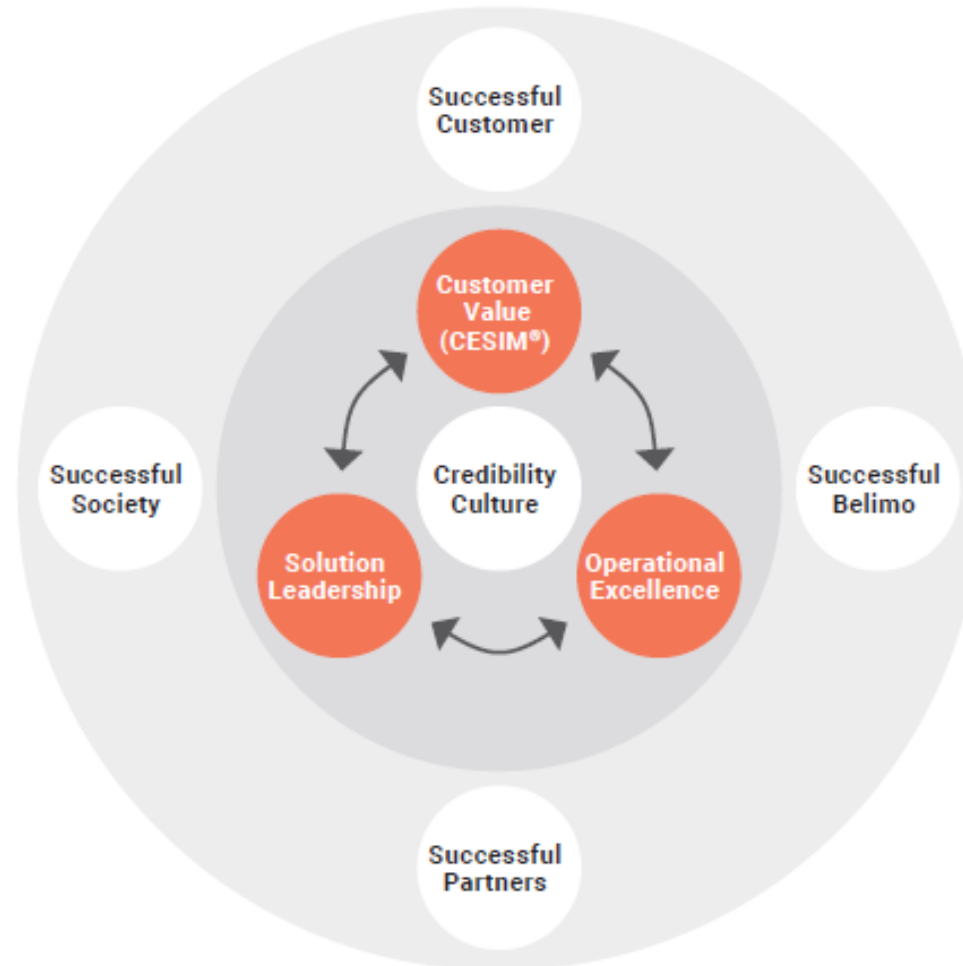 Successful
Customer
Customer
Value
(CESIM®)
Successful
Society
Credibility
Culture
Successful
Belimo
Solution
Leadership
Operational
Excellence
Successful
Partners